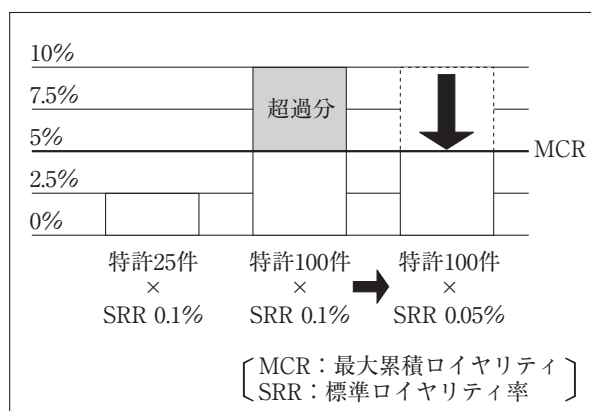 10%
7.5%
5%
2.5%
0%
超過分
MCR
特許25件
×
SRR 0.1%
特許100件
×
SRR 0.1%
特許100件
×
SRR 0.05%
MCR：最大累積ロイヤリティ
SRR：標準ロイヤリティ率